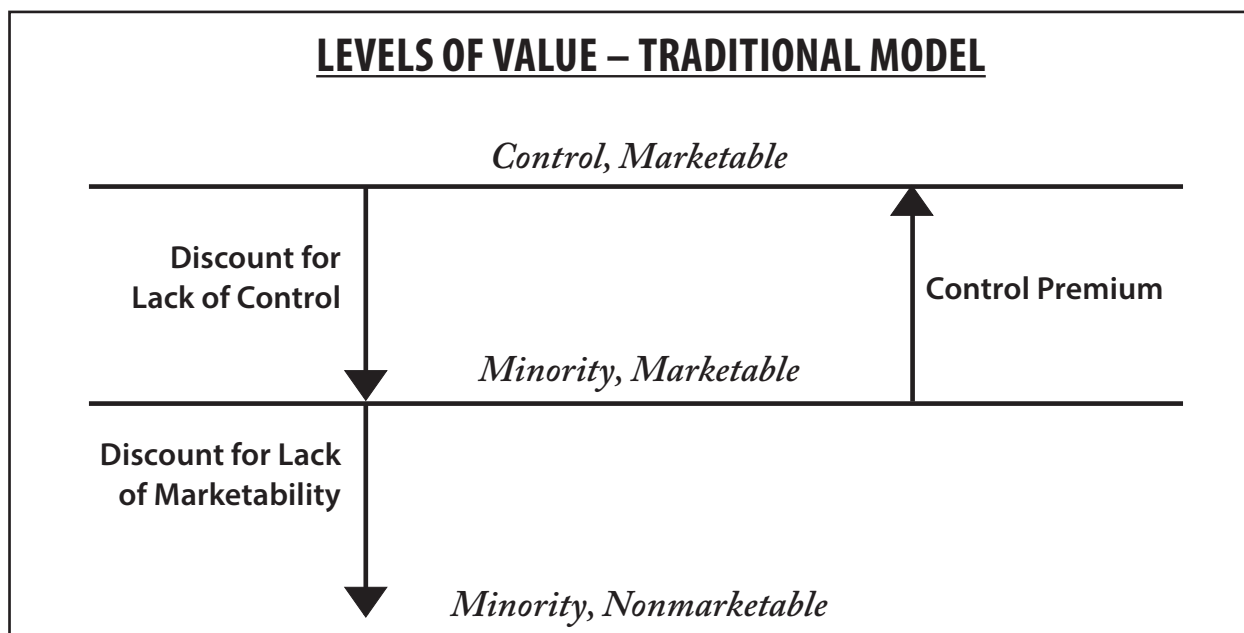 LEVELS OF VALUE – TRADITIONAL MODEL
Control, Marketable
Discount for
Lack of Control
Control Premium
Minority, Marketable
Discount for Lack
of Marketability
Minority, Nonmarketable